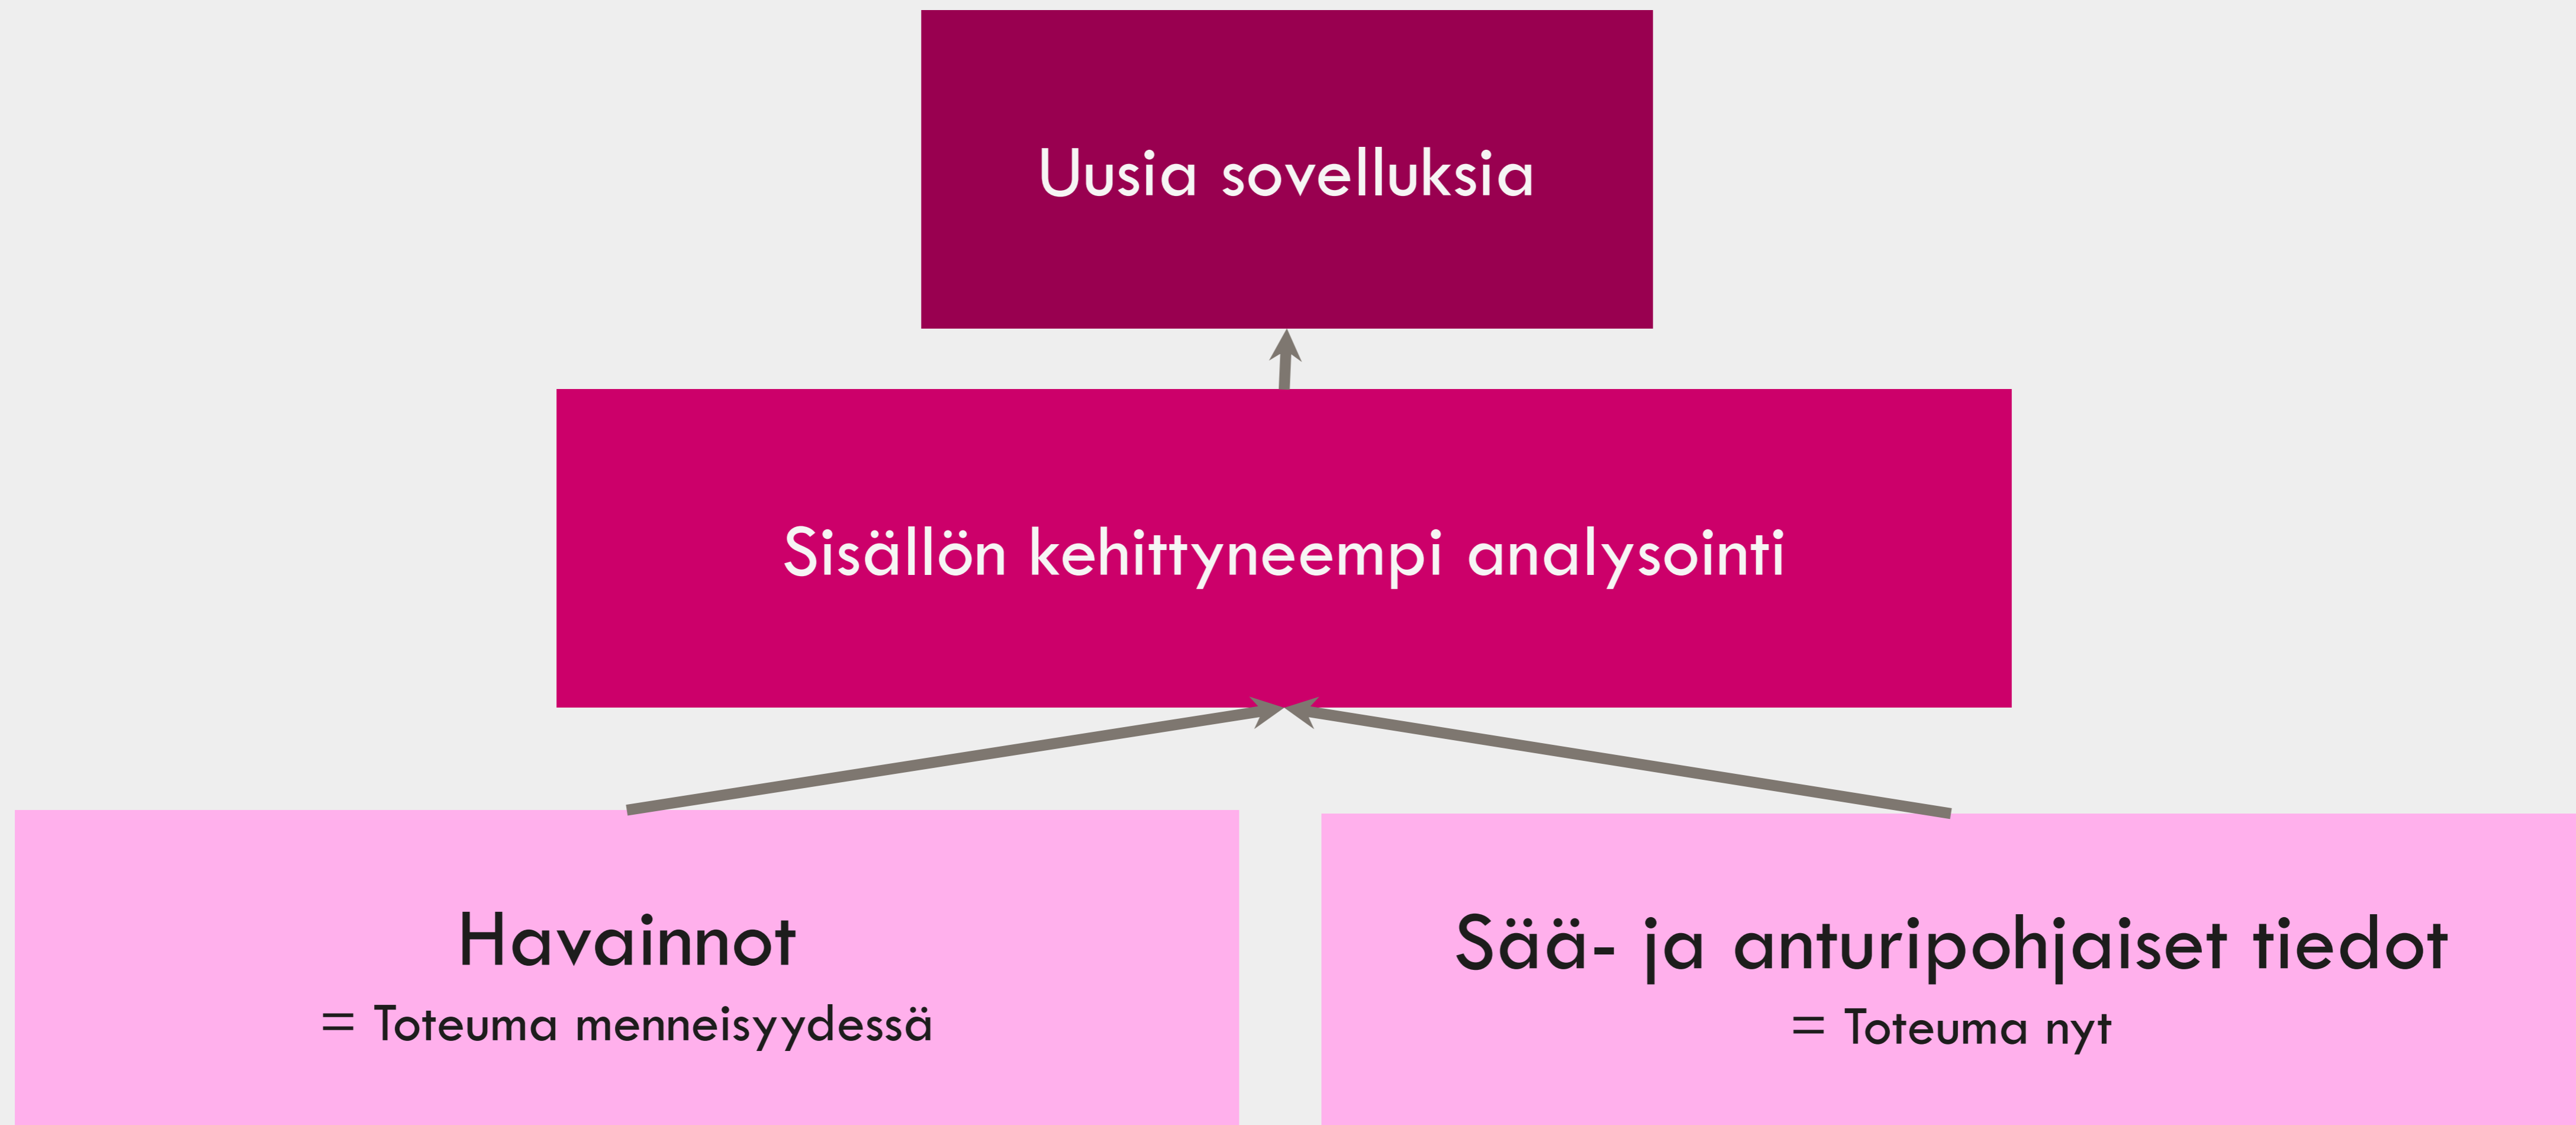 Uusia sovelluksia
Sisällön kehittyneempi analysointi
Havainnot
= Toteuma menneisyydessä
Sää- ja anturipohjaiset tiedot
= Toteuma nyt